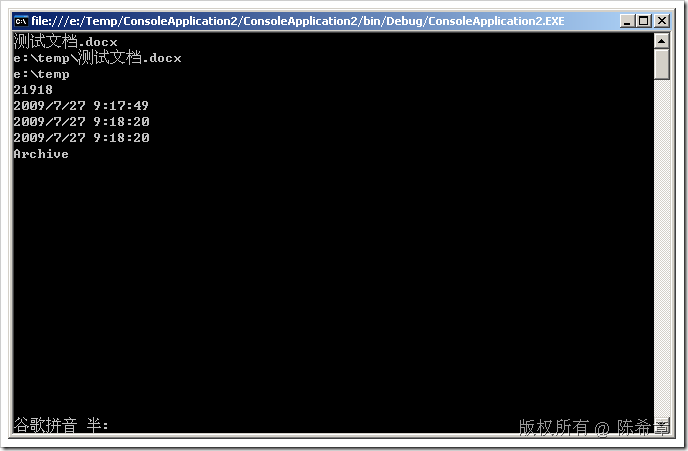 file:///e:/Temp/ConsoleApplication2/ConsoleApplication2/bin/Debug/ConsoleApplication2.EXE
测试文档.docx
e:\temp\测试文档.docx
e:\temp
21918
2009/7/27 9:17:49
2009/7/27 9:18:20
2009/7/27 9:18:20
Archive
谷歌拼音 半:
版权所有 @ 陈希章